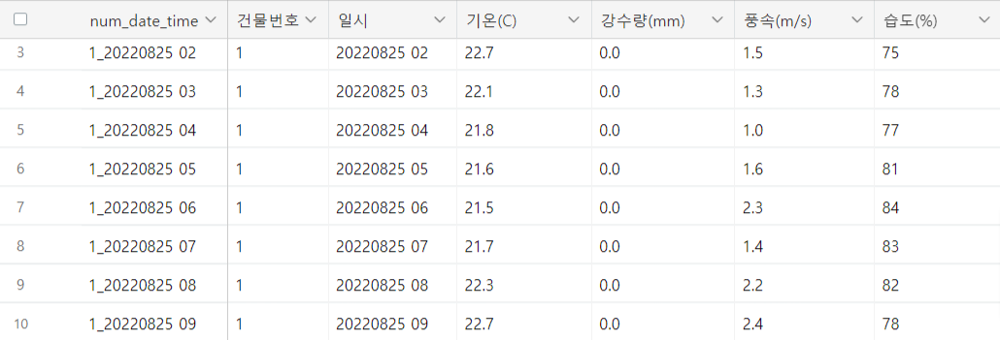 num_date_time 건물번호 일시 기온(C) 강수량(mm) 풍속(m/s) 습도(%)
3 1_20220825 02 1 20220825 02 22.7 0.0 1.5 75
4 1_20220825 03 1 20220825 03 22.1 0.0 1.3 78
5 1_20220825 04 1 20220825 04 21.8 0.0 1.0 77
6 1_20220825 05 1 20220825 05 21.6 0.0 1.6 81
7 1_20220825 06 1 20220825 06 21.5 0.0 2.3 84
8 1_20220825 07 1 20220825 07 21.7 0.0 1.4 83
9 1_20220825 08 1 20220825 08 22.3 0.0 2.2 82
10 1_20220825 09 1 20220825 09 22.7 0.0 2.4 78